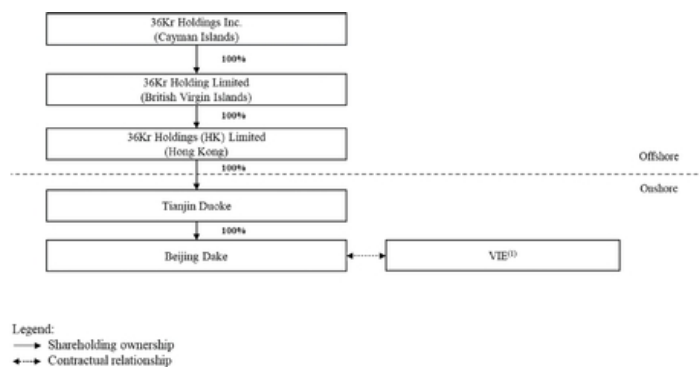 36Kr Holdings Inc.
(Cayman Islands)
100%
36Kr Holding Limited
(British Virgin Islands)
100%
36Kr Holdings (HK) Limited
(Hong Kong)
Offshore
100%
Onshore
Tianjin Duoke
100%
Beijing Dake
VIE(1)
Legend:
Shareholding ownership
Contractual relationship